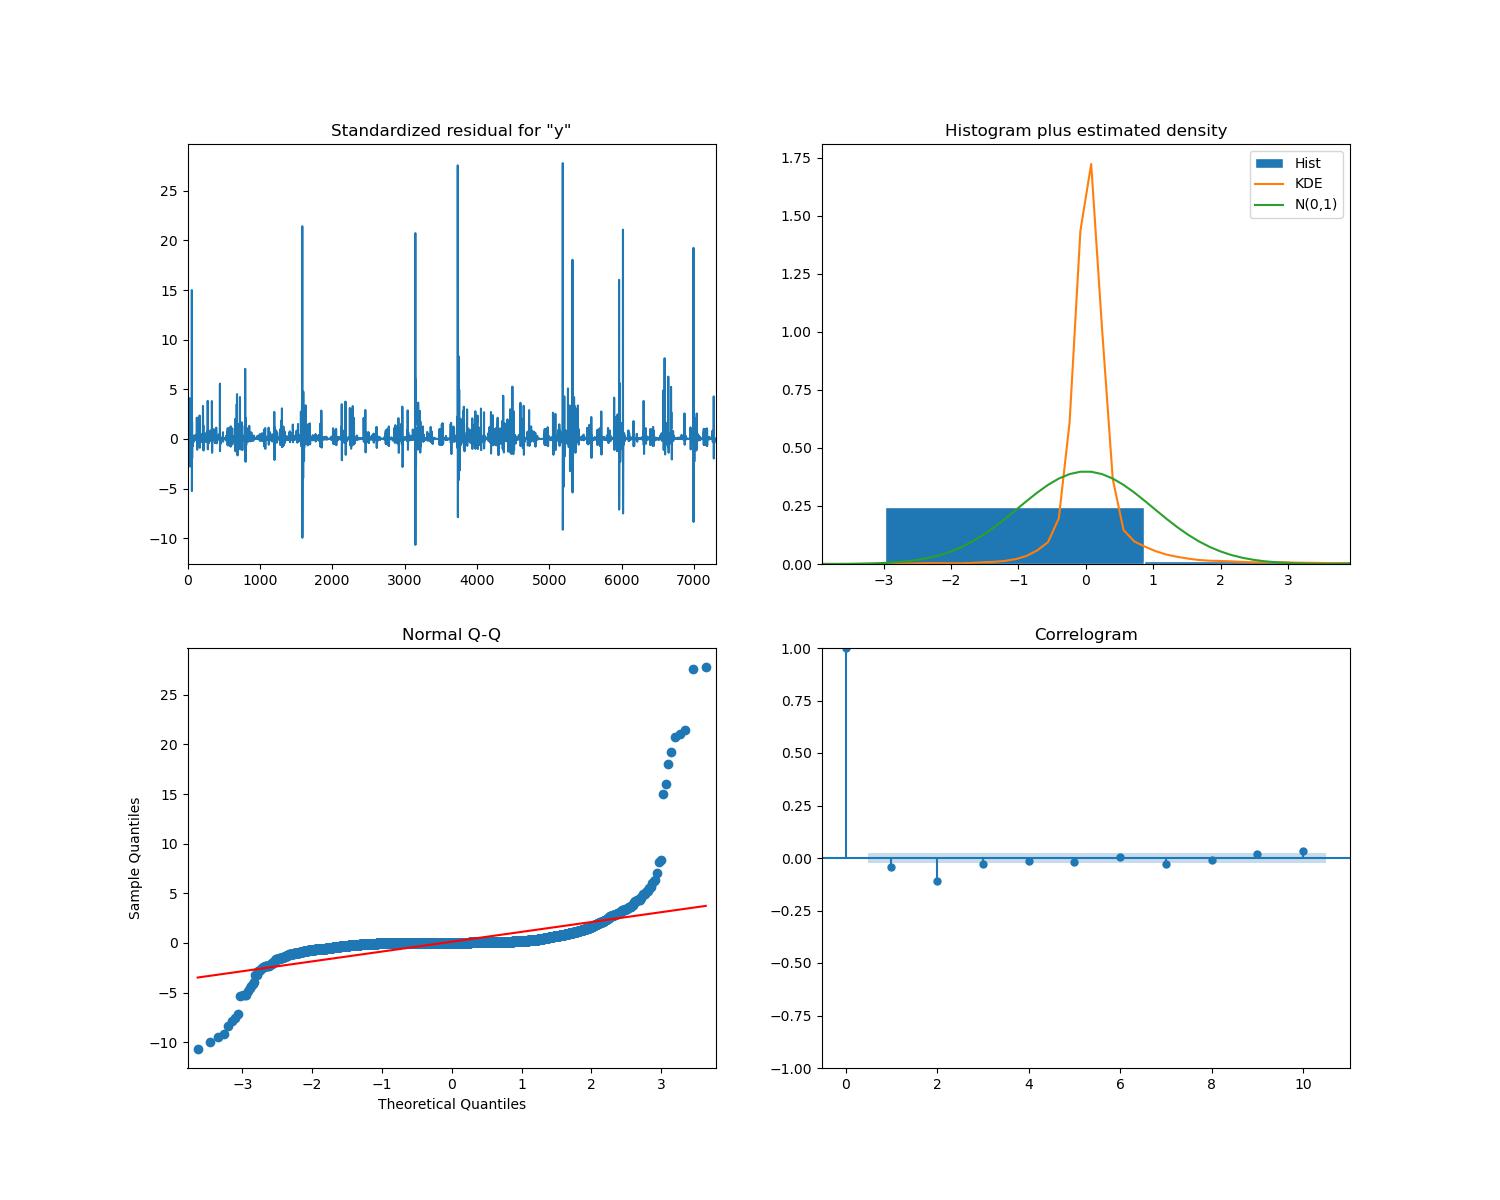 Standardized residual for "y"
25
20
15
10
5
0
−5
−10
0 1000 2000 3000 4000 5000 6000 7000
Histogram plus estimated density
1.75
1.50
1.25
1.00
0.75
0.50
0.25
0.00
Hist
KDE
N(0,1)
−3 −2 −1 0 1 2 3
Normal Q-Q
Sample Quantiles
25
20
15
10
5
0
−5
−10
−3 −2 −1 0 1 2 3
Theoretical Quantiles
Correlogram
1.00
0.75
0.50
0.25
0.00
−0.25
−0.50
−0.75
−1.00
0 2 4 6 8 10